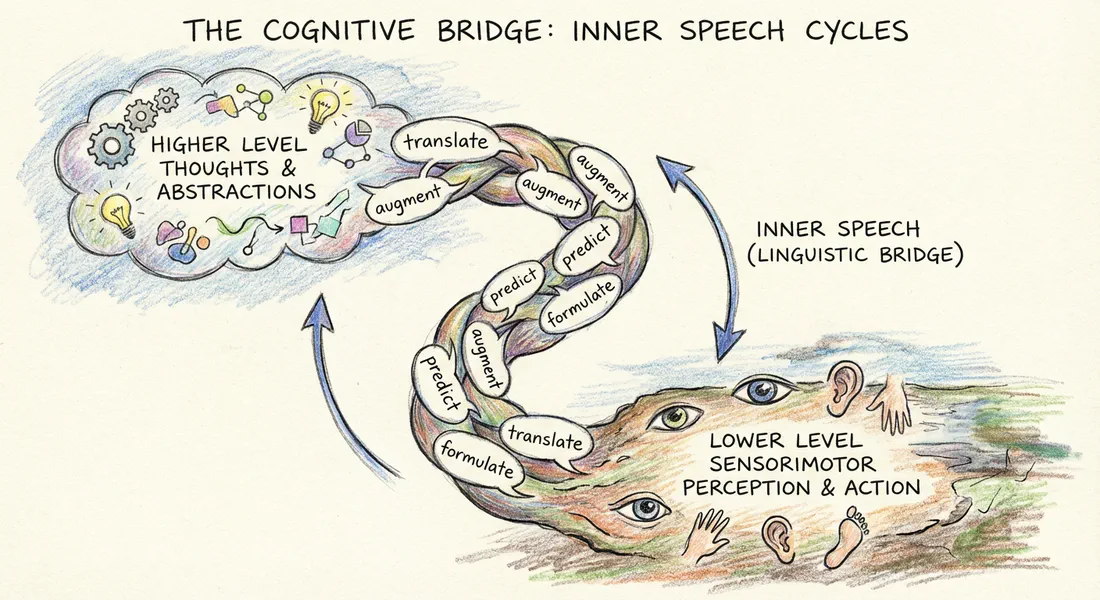 THE COGNITIVE BRIDGE: INNER SPEECH CYCLES
HIGHER LEVEL
THOUGHTS &
ABSTRACTIONS
translate
augment
augment
augment
predict
predict
formulate
augment
predict
translate
formulate
INNER SPEECH
(LINGUISTIC BRIDGE)
LOWER LEVEL
SENSORIMOTOR
PERCEPTION & ACTION